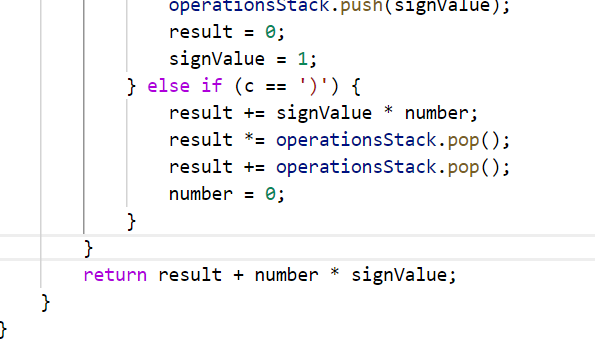 operationsStack.push(signValue);
result = 0;
signValue = 1;
} else if (c == ')') {
result += signValue * number;
result *= operationsStack.pop();
result += operationsStack.pop();
number = 0;
}
}
return result + number * signValue;
}
}